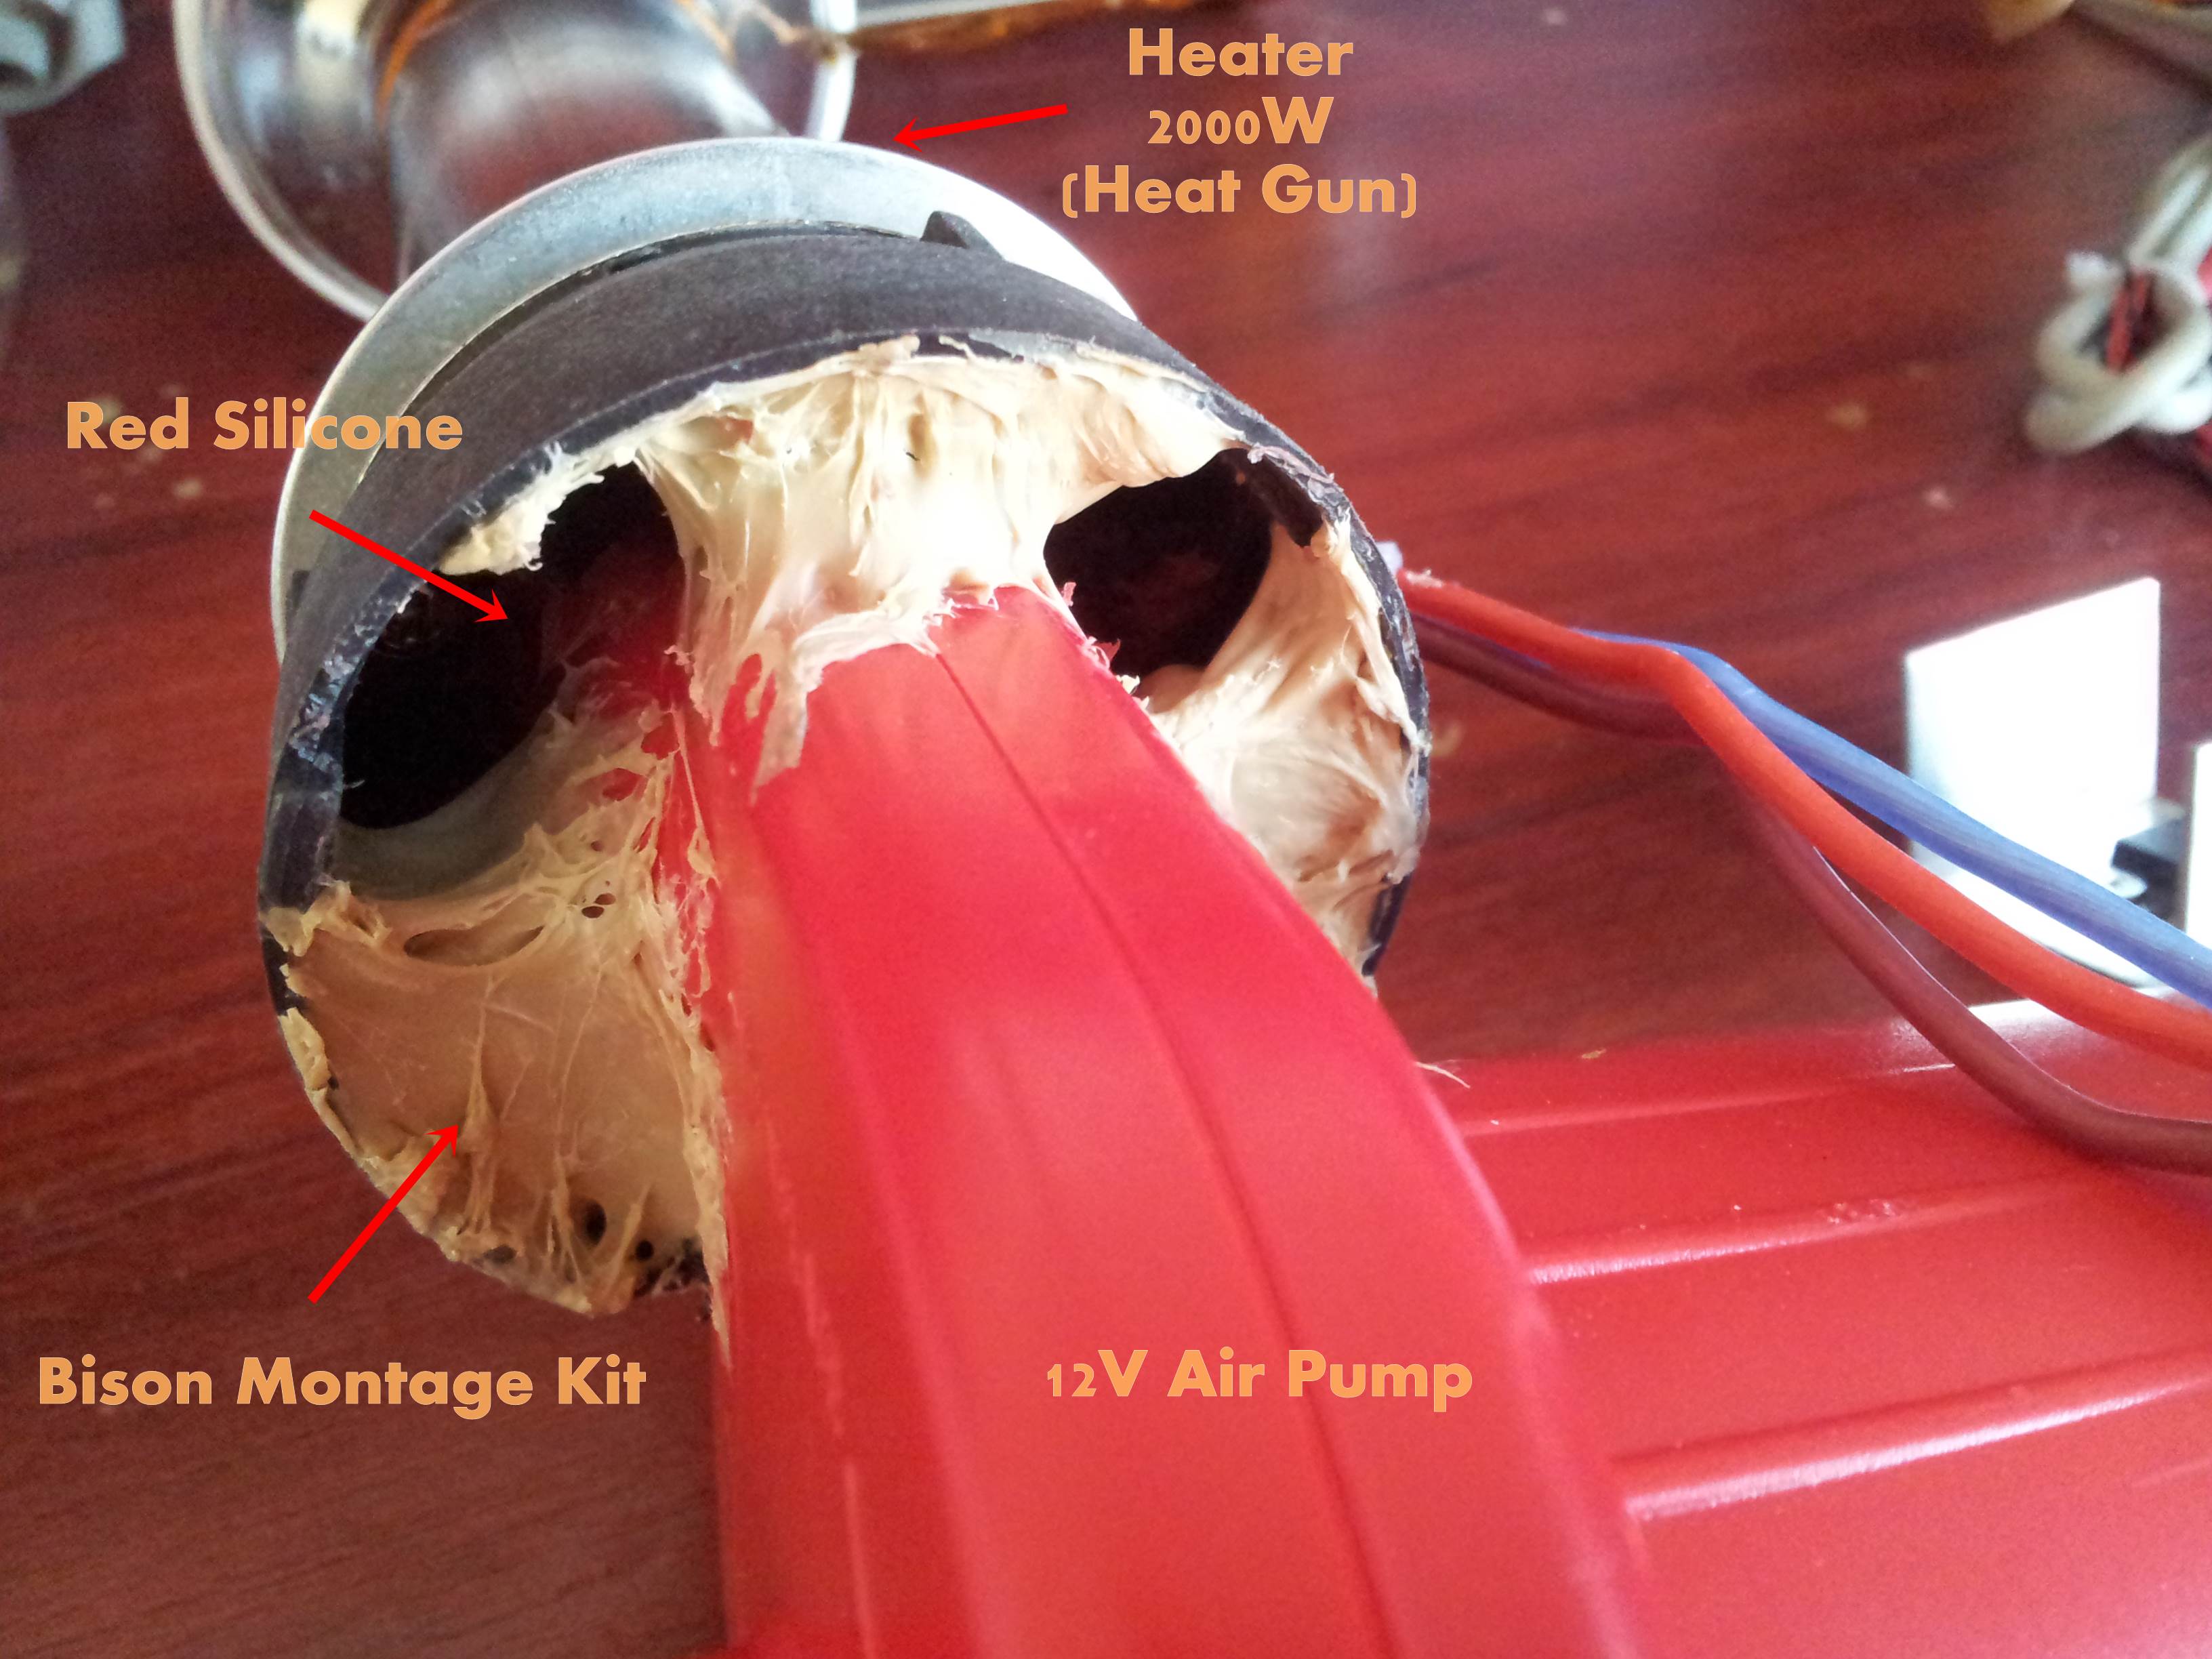 Heater
2000W
(Heat Gun)
Red Silicone
Bison Montage Kit
12V Air Pump